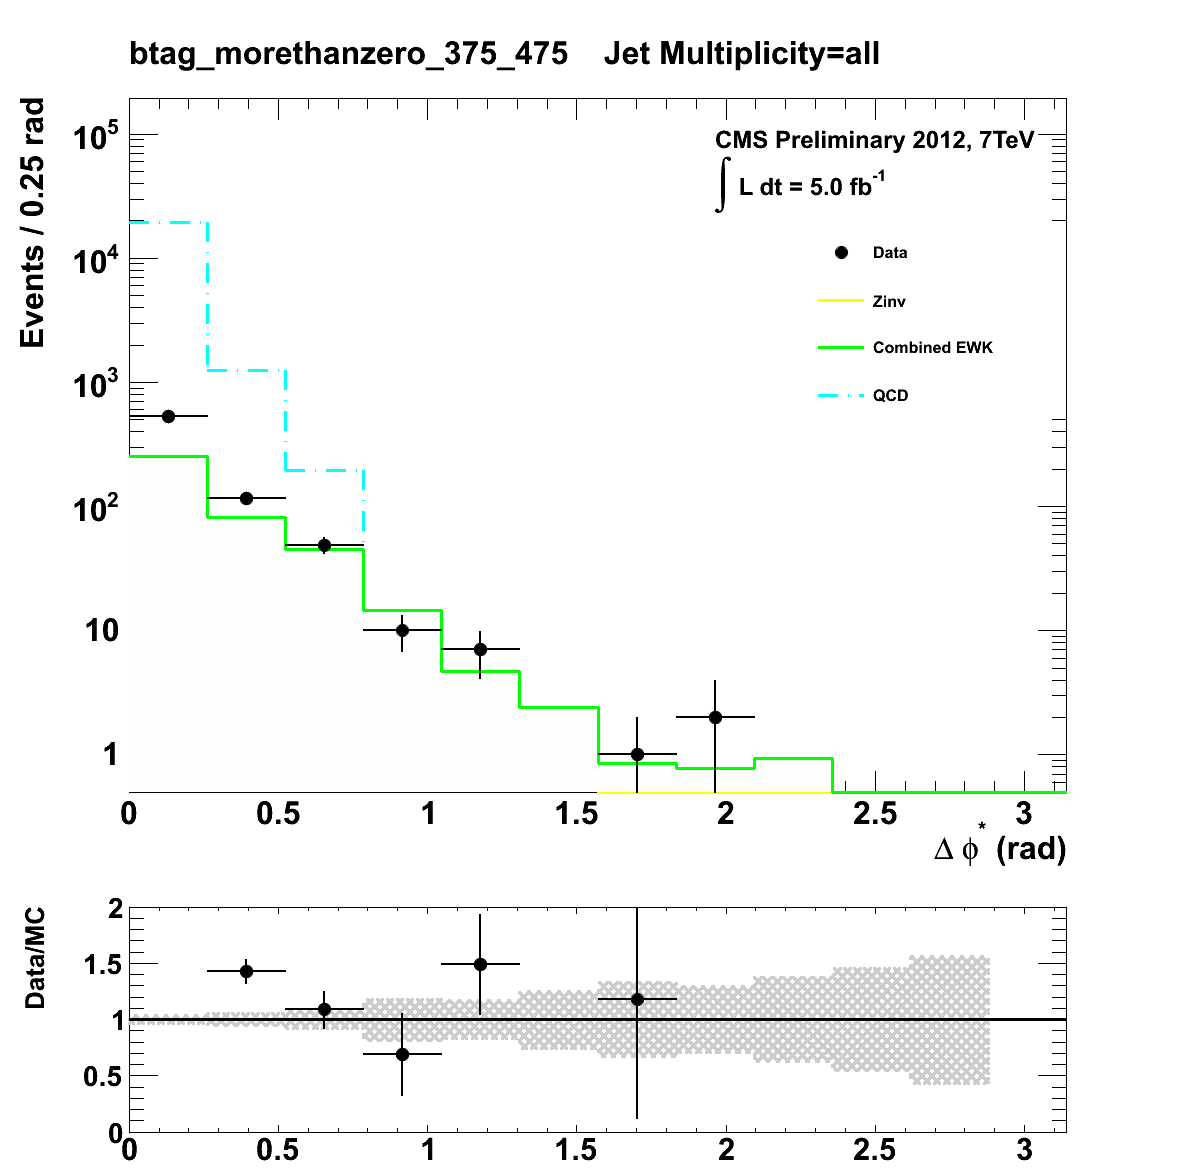 btag_morethanzero_375_475 Jet Multiplicity=all
Events / 0.25 rad
10^5
10^4
10^3
10^2
10
1
CMS Preliminary 2012, 7TeV
∫ L dt = 5.0 fb^-1
Data
Zinv
Combined EWK
QCD
0 0.5 1 1.5 2 2.5 3
Δ ϕ* (rad)
Data/MC
2
1.5
1
0.5
0
0 0.5 1 1.5 2 2.5 3